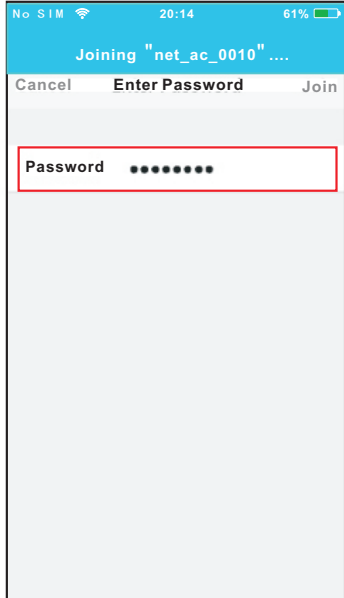 No SIM 20:14 61%
Joining "net_ac_0010"....
Cancel Enter Password Join
Password ●●●●●●●●